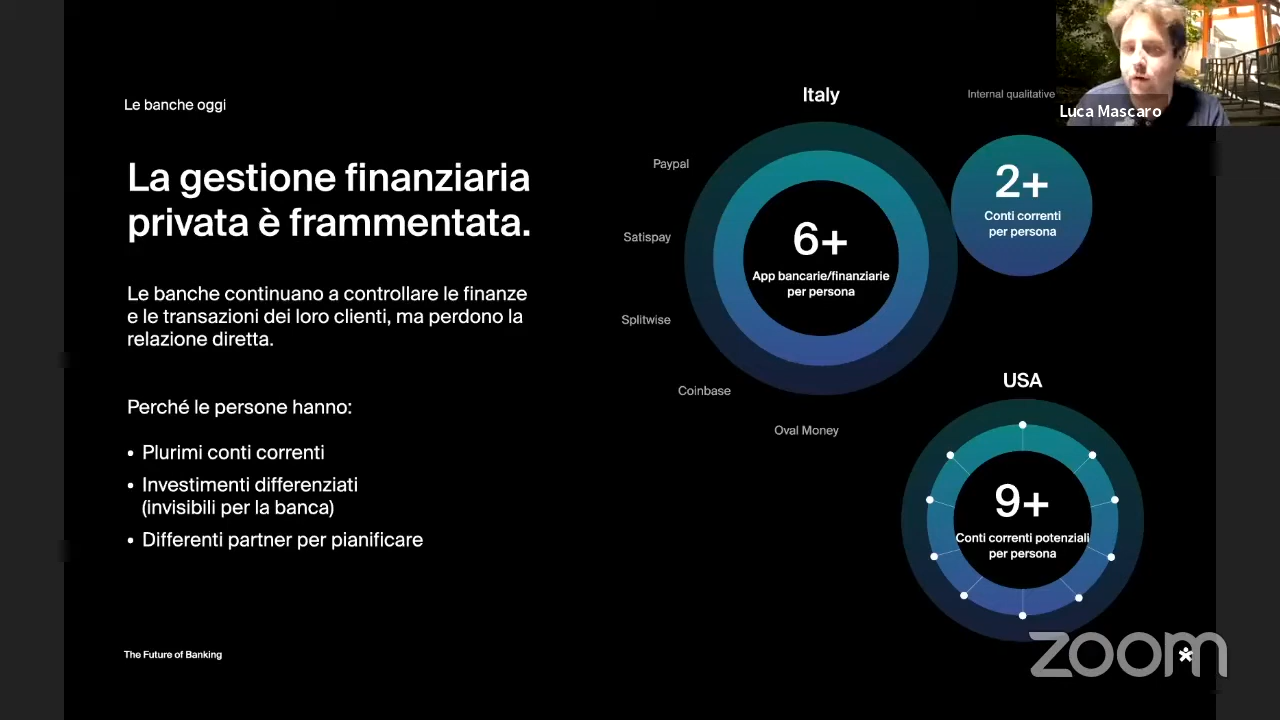 Le banche oggi
La gestione finanziaria
privata è frammentata.
Le banche continuano a controllare le finanze
e le transazioni dei loro clienti, ma perdono la
relazione diretta.
Perché le persone hanno:
• Plurimi conti correnti
• Investimenti differenziati
(invisibili per la banca)
• Differenti partner per pianificare
The Future of Banking
Italy
Internal qualitative
Luca Mascaro
Paypal
Satispay
Splitwise
Coinbase
Oval Money
6+
App bancarie/finanziarie
per persona
2+
Conti correnti
per persona
USA
9+
Conti correnti potenziali
per persona
zoom